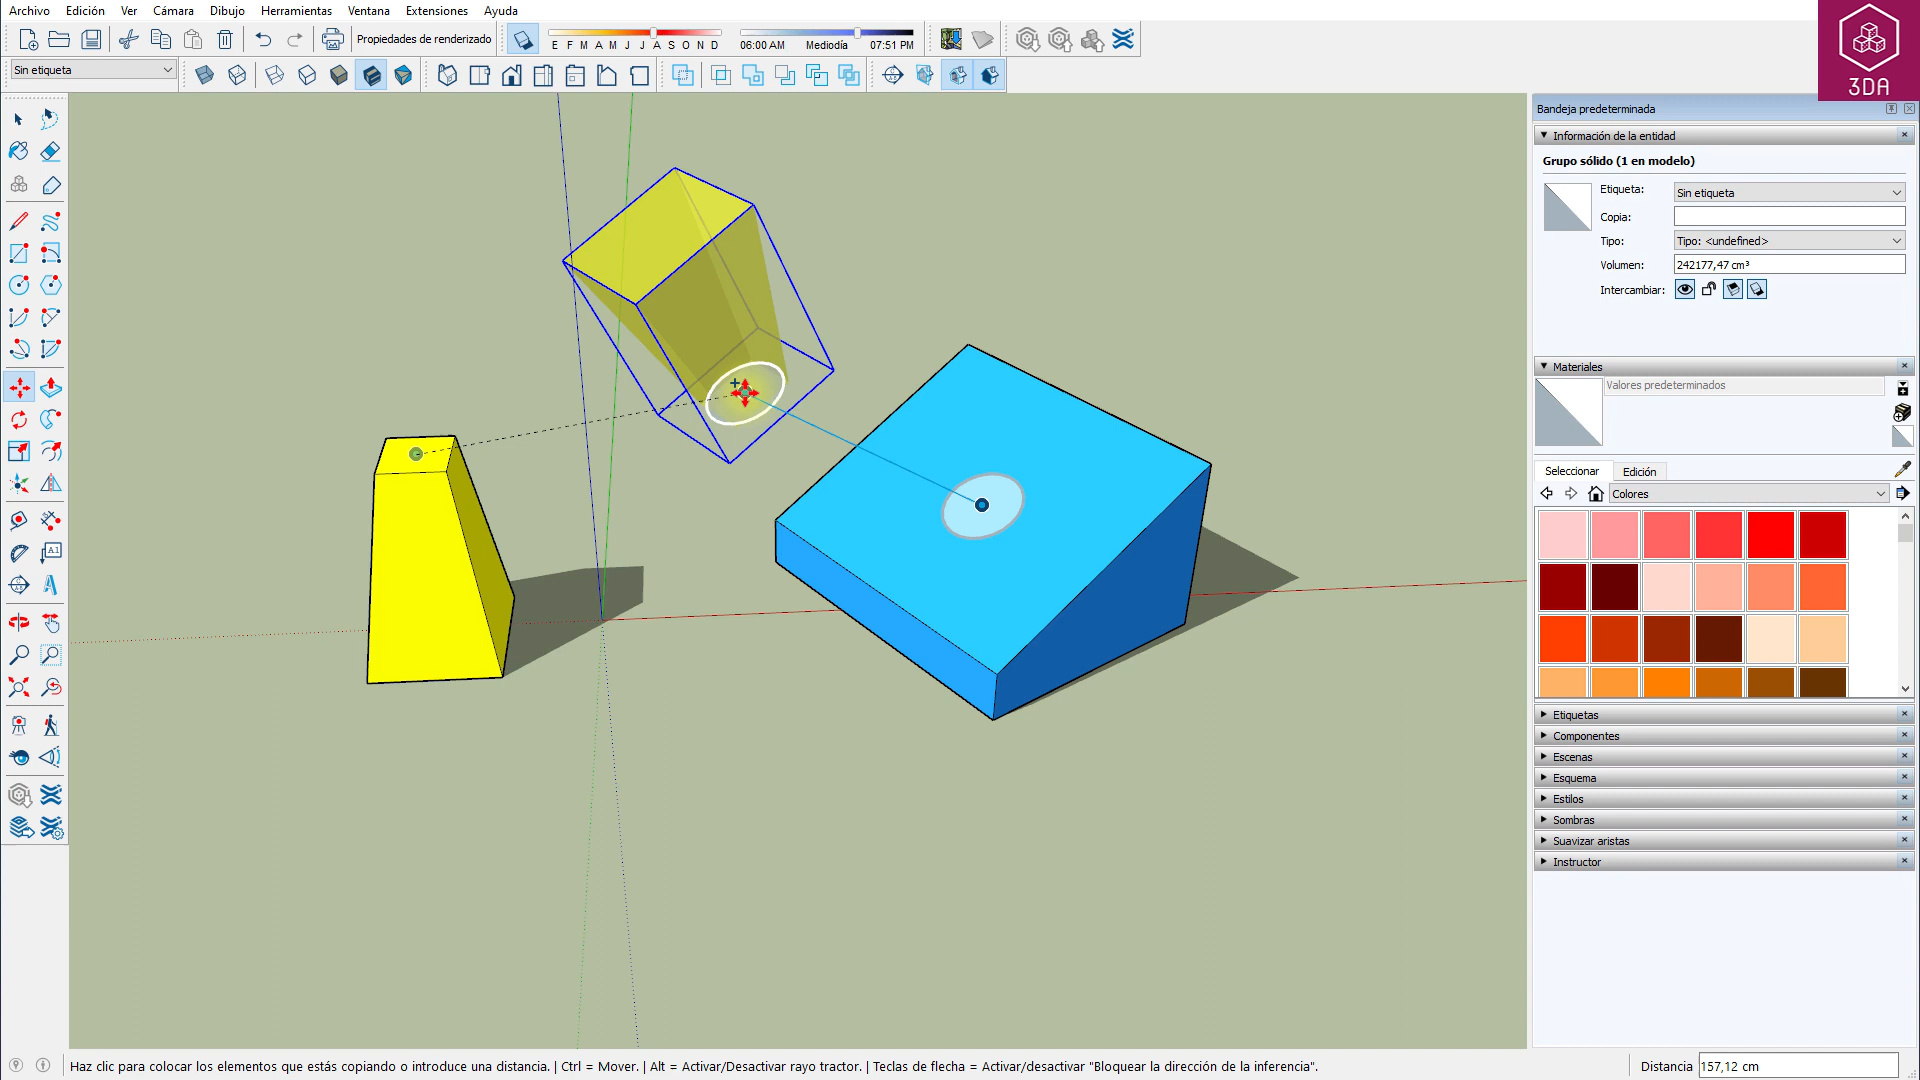 Archivo Edición Ver Cámara Dibujo Herramientas Ventana Extensiones Ayuda
Propiedades de renderizado
E F M A M J J A S O N D
06:00 AM Mediodía 07:51 PM
3DA
Sin etiqueta
Bandeja predeterminada
Información de la entidad
Grupo sólido (1 en modelo)
Etiqueta: Sin etiqueta
Copia:
Tipo: Tipo: <undefined>
Volumen: 242177,47 cm³
Intercambiar:
Materiales
Valores predeterminados
Seleccionar Edición
Colores
A1
A
Etiquetas
Componentes
Escenas
Esquema
Estilos
Sombras
Suavizar aristas
Instructor
Haz clic para colocar los elementos que estás copiando o introduce una distancia. | Ctrl = Mover. | Alt = Activar/Desactivar rayo tractor. | Teclas de flecha = Activar/desactivar "Bloquear la dirección de la inferencia".
Distancia 157,12 cm